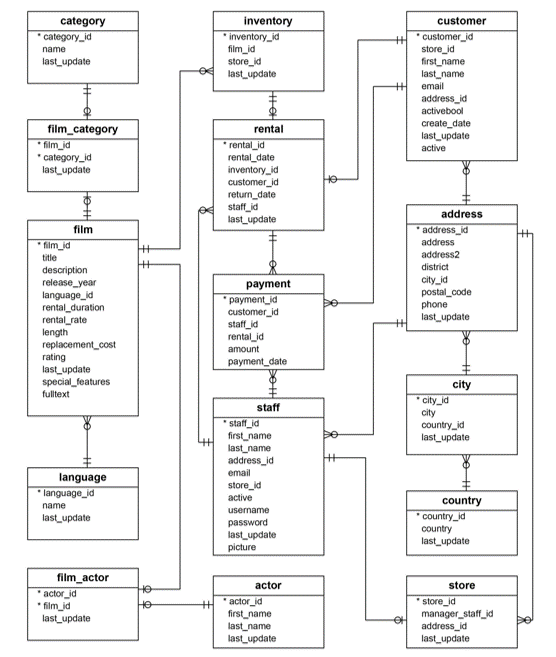 category
* category_id
name
last_update
film_category
* film_id
* category_id
last_update
film
* film_id
title
description
release_year
language_id
rental_duration
rental_rate
length
replacement_cost
rating
last_update
special_features
fulltext
language
* language_id
name
last_update
film_actor
* actor_id
* film_id
last_update
inventory
* inventory_id
film_id
store_id
last_update
rental
* rental_id
rental_date
inventory_id
customer_id
return_date
staff_id
last_update
payment
* payment_id
customer_id
staff_id
rental_id
amount
payment_date
staff
* staff_id
first_name
last_name
address_id
email
store_id
active
username
password
last_update
picture
actor
* actor_id
first_name
last_name
last_update
customer
* customer_id
store_id
first_name
last_name
email
address_id
activebool
create_date
last_update
active
address
* address_id
address
address2
district
city_id
postal_code
phone
last_update
city
* city_id
city
country_id
last_update
country
* country_id
country
last_update
store
* store_id
manager_staff_id
address_id
last_update